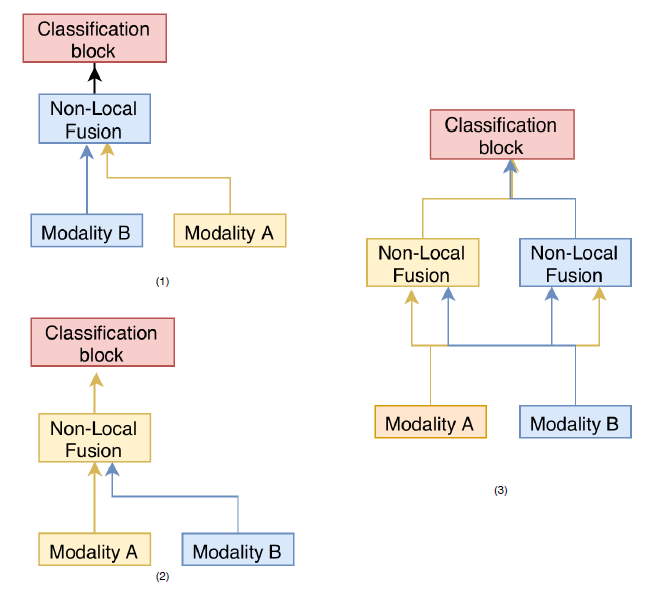 Classification
block
Non-Local
Fusion
Modality B
Modality A
(1)
Classification
block
Non-Local
Fusion
Modality A
Modality B
(2)
Classification
block
Non-Local
Fusion
Non-Local
Fusion
Modality A
Modality B
(3)